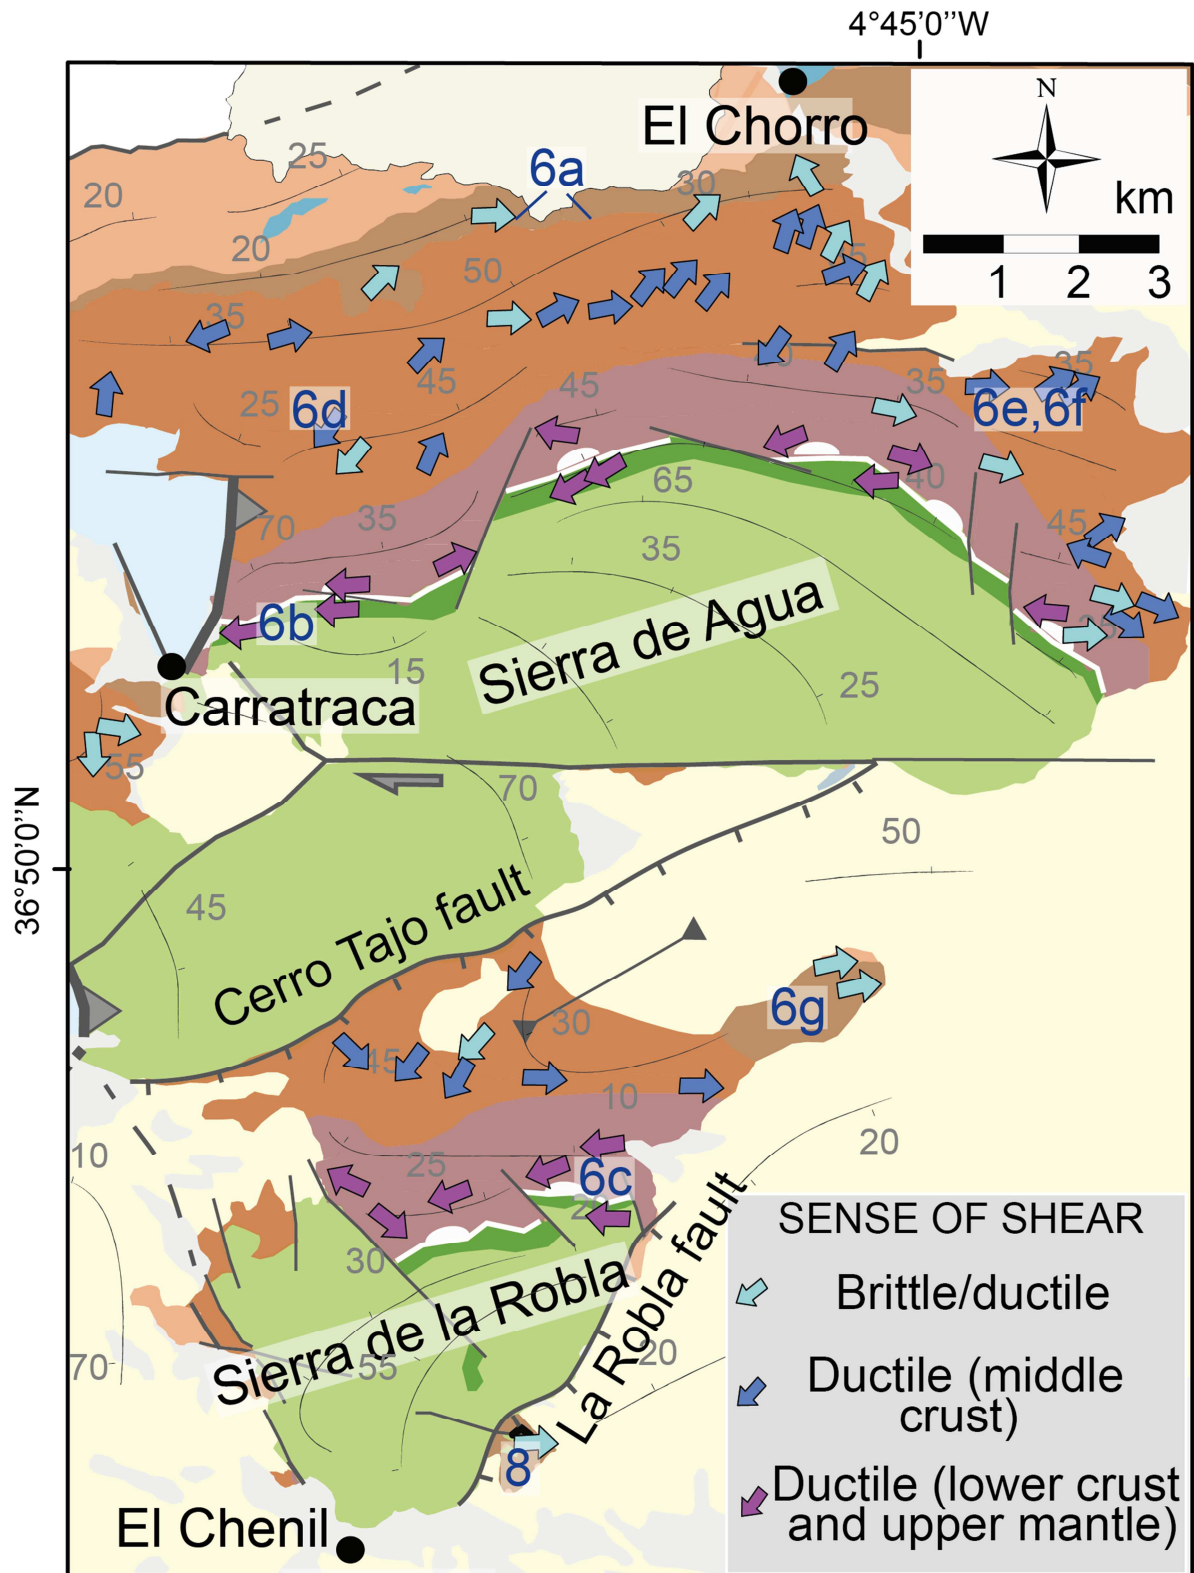 4°45'0''W
El Chorro
N
km
1 2 3
25
20
6a
30
20
50
35
45
45
25
6d
35
35
6e,6f
70
35
65
40
45
35
6b
15
Sierra de Agua
25
Carratraca
55
70
50
36°50'0''N
45
Cerro Tajo fault
6g
30
45
10
10
25
20
6c
30
Sierra de la Robla
La Robla fault
70
55
20
8
El Chenil
SENSE OF SHEAR
Brittle/ductile
Ductile (middle
crust)
Ductile (lower crust
and upper mantle)